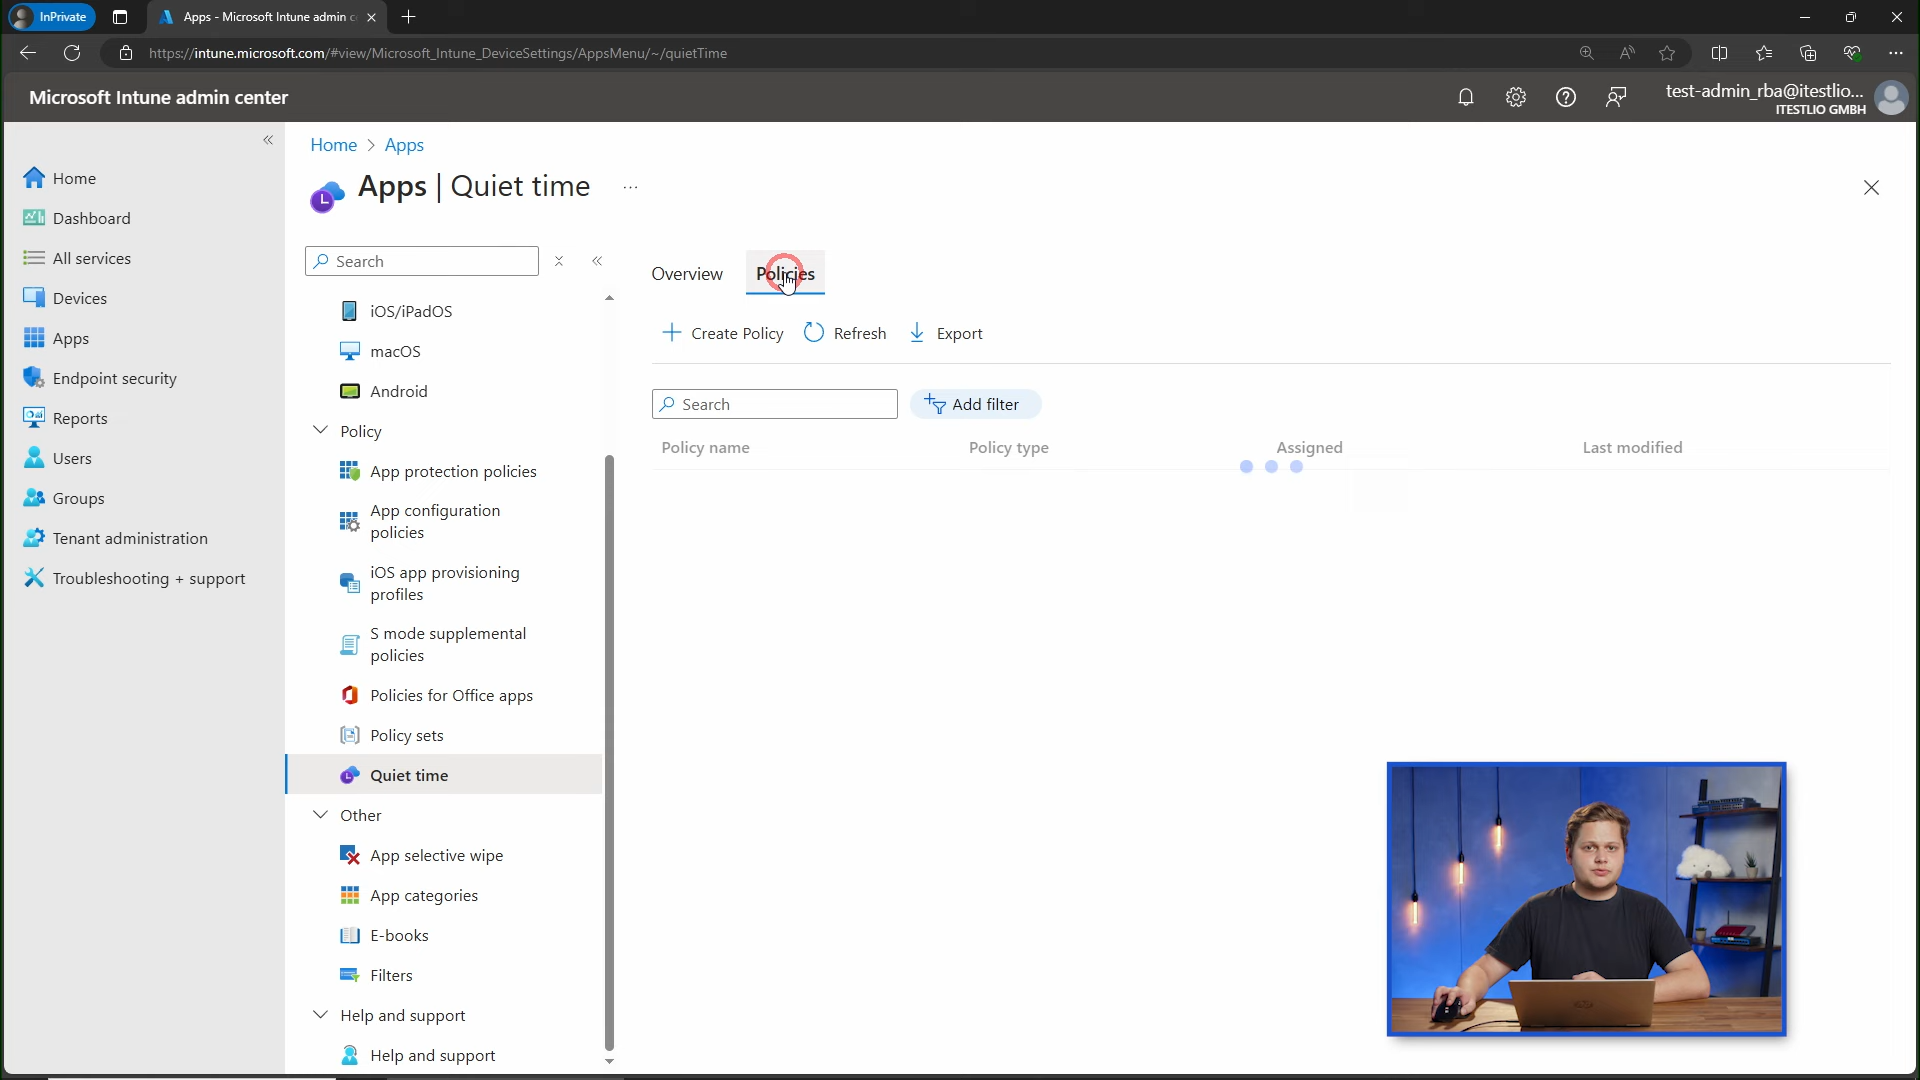 InPrivate
Apps - Microsoft Intune admin c
https://intune.microsoft.com/#view/Microsoft_Intune_DeviceSettings/AppsMenu/~/quietTime
Microsoft Intune admin center
test-admin_rba@itestlio...
ITESTLIO GMBH
Home
Dashboard
All services
Devices
Apps
Endpoint security
Reports
Users
Groups
Tenant administration
Troubleshooting + support
Home > Apps
Apps | Quiet time
Search
iOS/iPadOS
macOS
Android
Policy
App protection policies
App configuration
policies
iOS app provisioning
profiles
S mode supplemental
policies
Policies for Office apps
Policy sets
Quiet time
Other
App selective wipe
App categories
E-books
Filters
Help and support
Help and support
Overview Policies
Create Policy Refresh Export
Search Add filter
Policy name Policy type Assigned Last modified